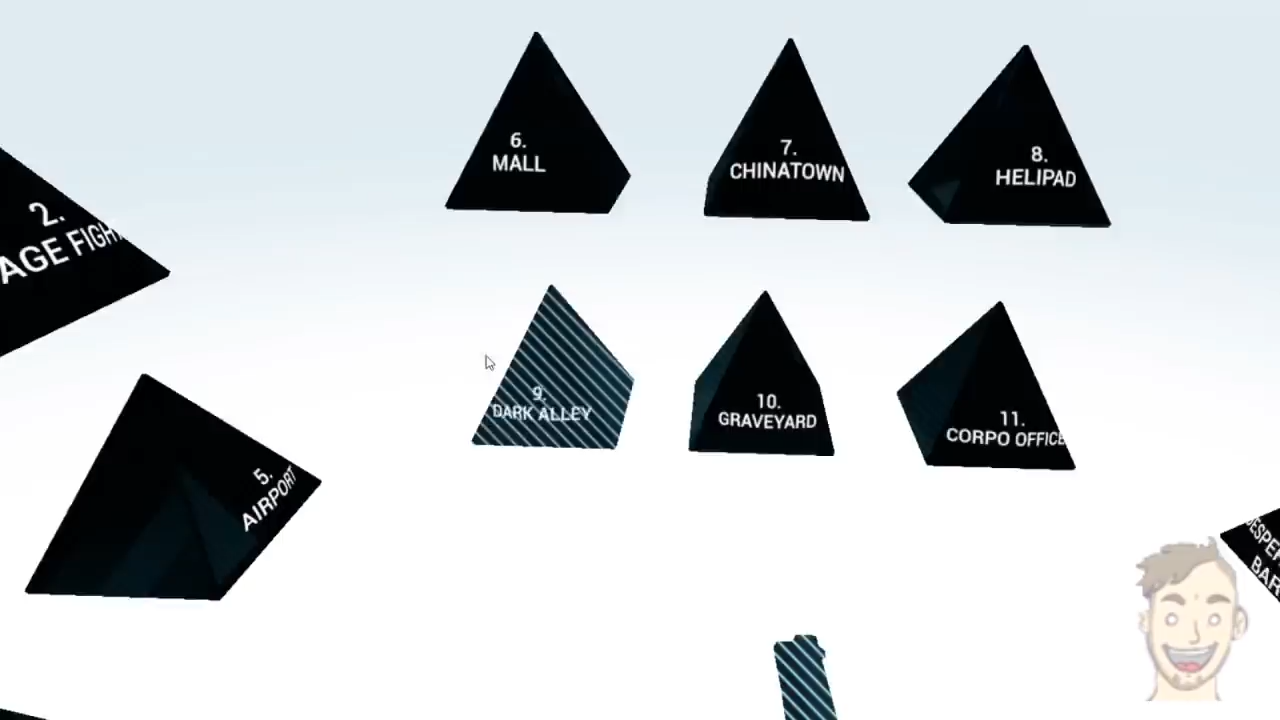 6.
MALL
7.
CHINATOWN
8.
HELIPAD
2.
AGE FIGH
9.
DARK ALLEY
10.
GRAVEYARD
11.
CORPO OFFICE
5.
AIRPORT
BAR